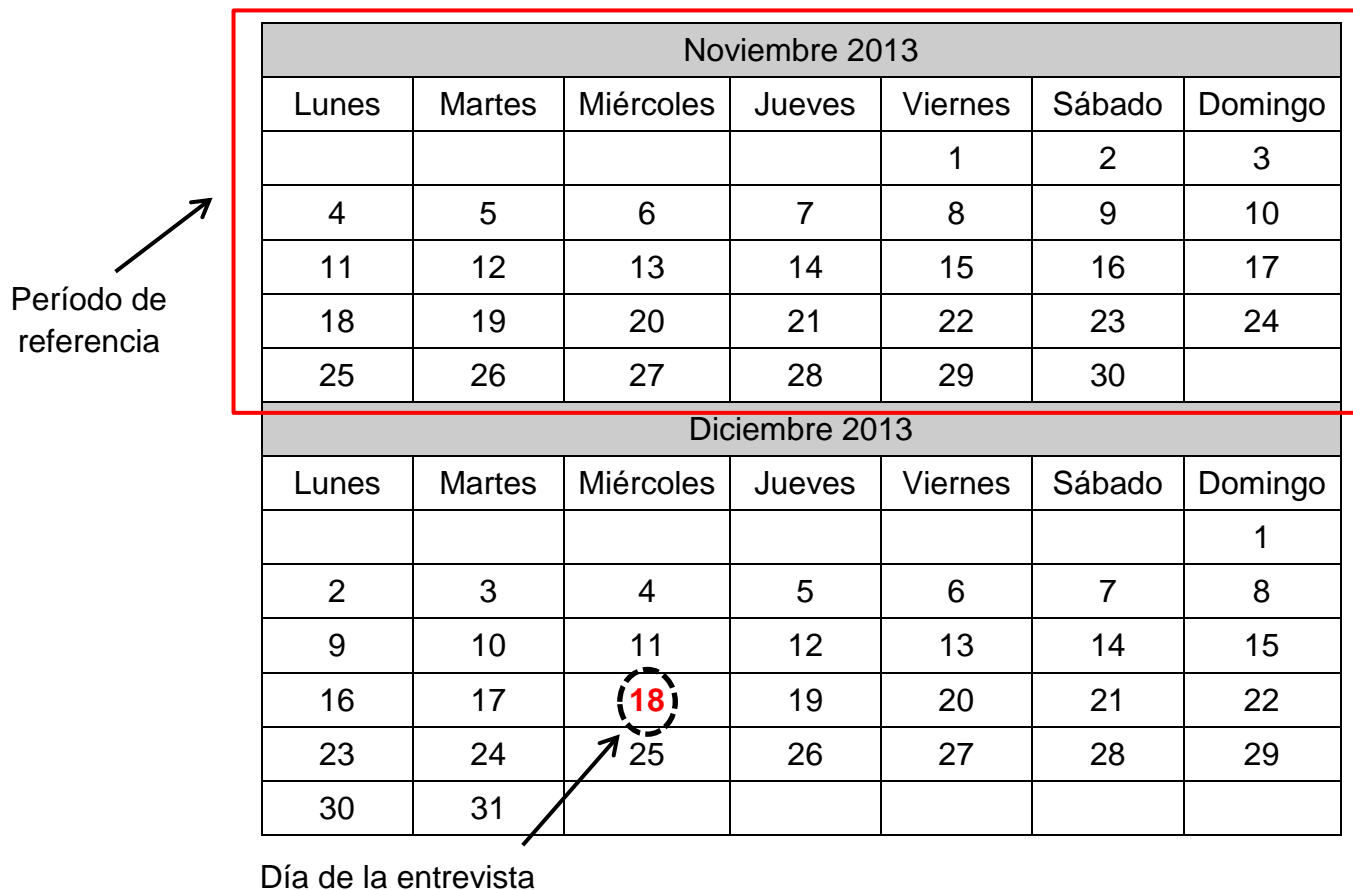 Noviembre 2013
Lunes Martes Miércoles Jueves Viernes Sábado Domingo
1 2 3
4 5 6 7 8 9 10
11 12 13 14 15 16 17
18 19 20 21 22 23 24
25 26 27 28 29 30
Período de
referencia
Diciembre 2013
Lunes Martes Miércoles Jueves Viernes Sábado Domingo
1
2 3 4 5 6 7 8
9 10 11 12 13 14 15
16 17 18 19 20 21 22
23 24 25 26 27 28 29
30 31
Día de la entrevista